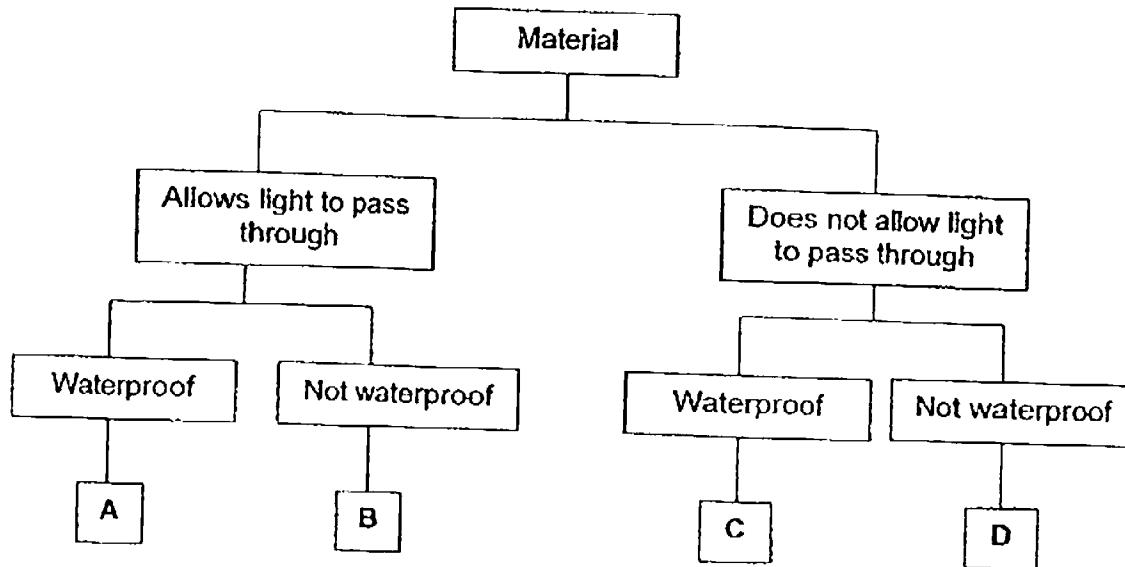 Material
Allows light to pass
through
Does not allow light
to pass through
Waterproof
Not waterproof
Waterproof
Not waterproof
A
B
C
D